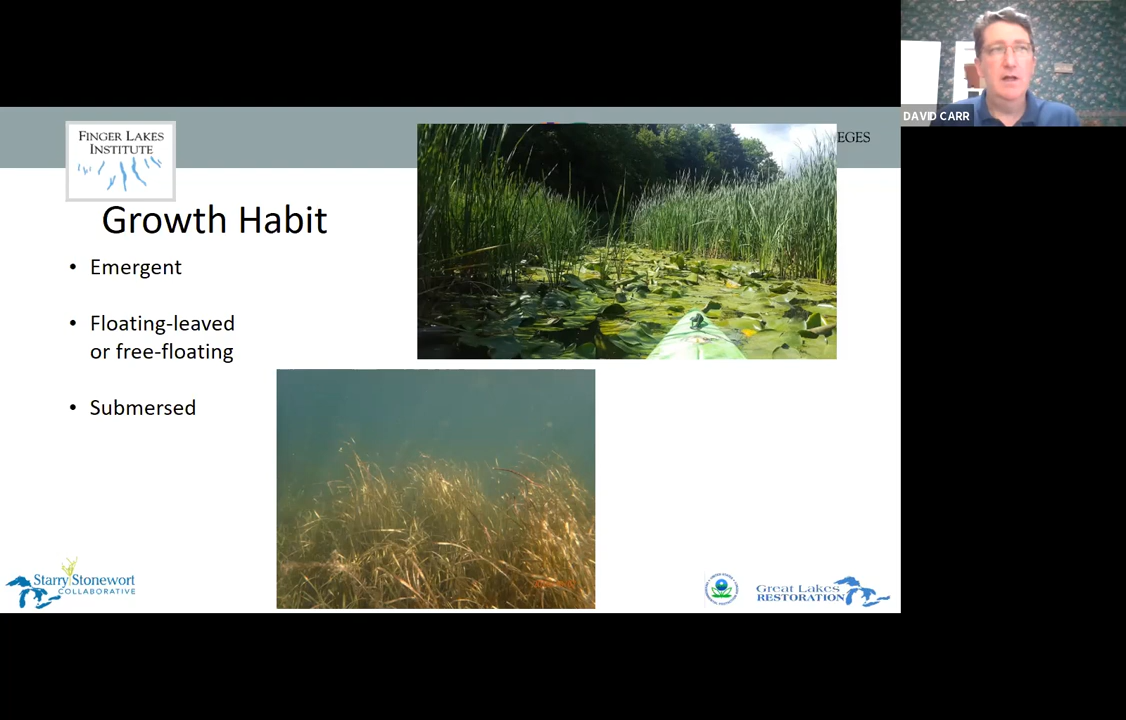 DAVID CARR
FINGER LAKES
INSTITUTE
EGES
Growth Habit
• Emergent
• Floating-leaved
or free-floating
• Submersed
Starry Stonewort
COLLABORATIVE
Great Lakes
RESTORATION